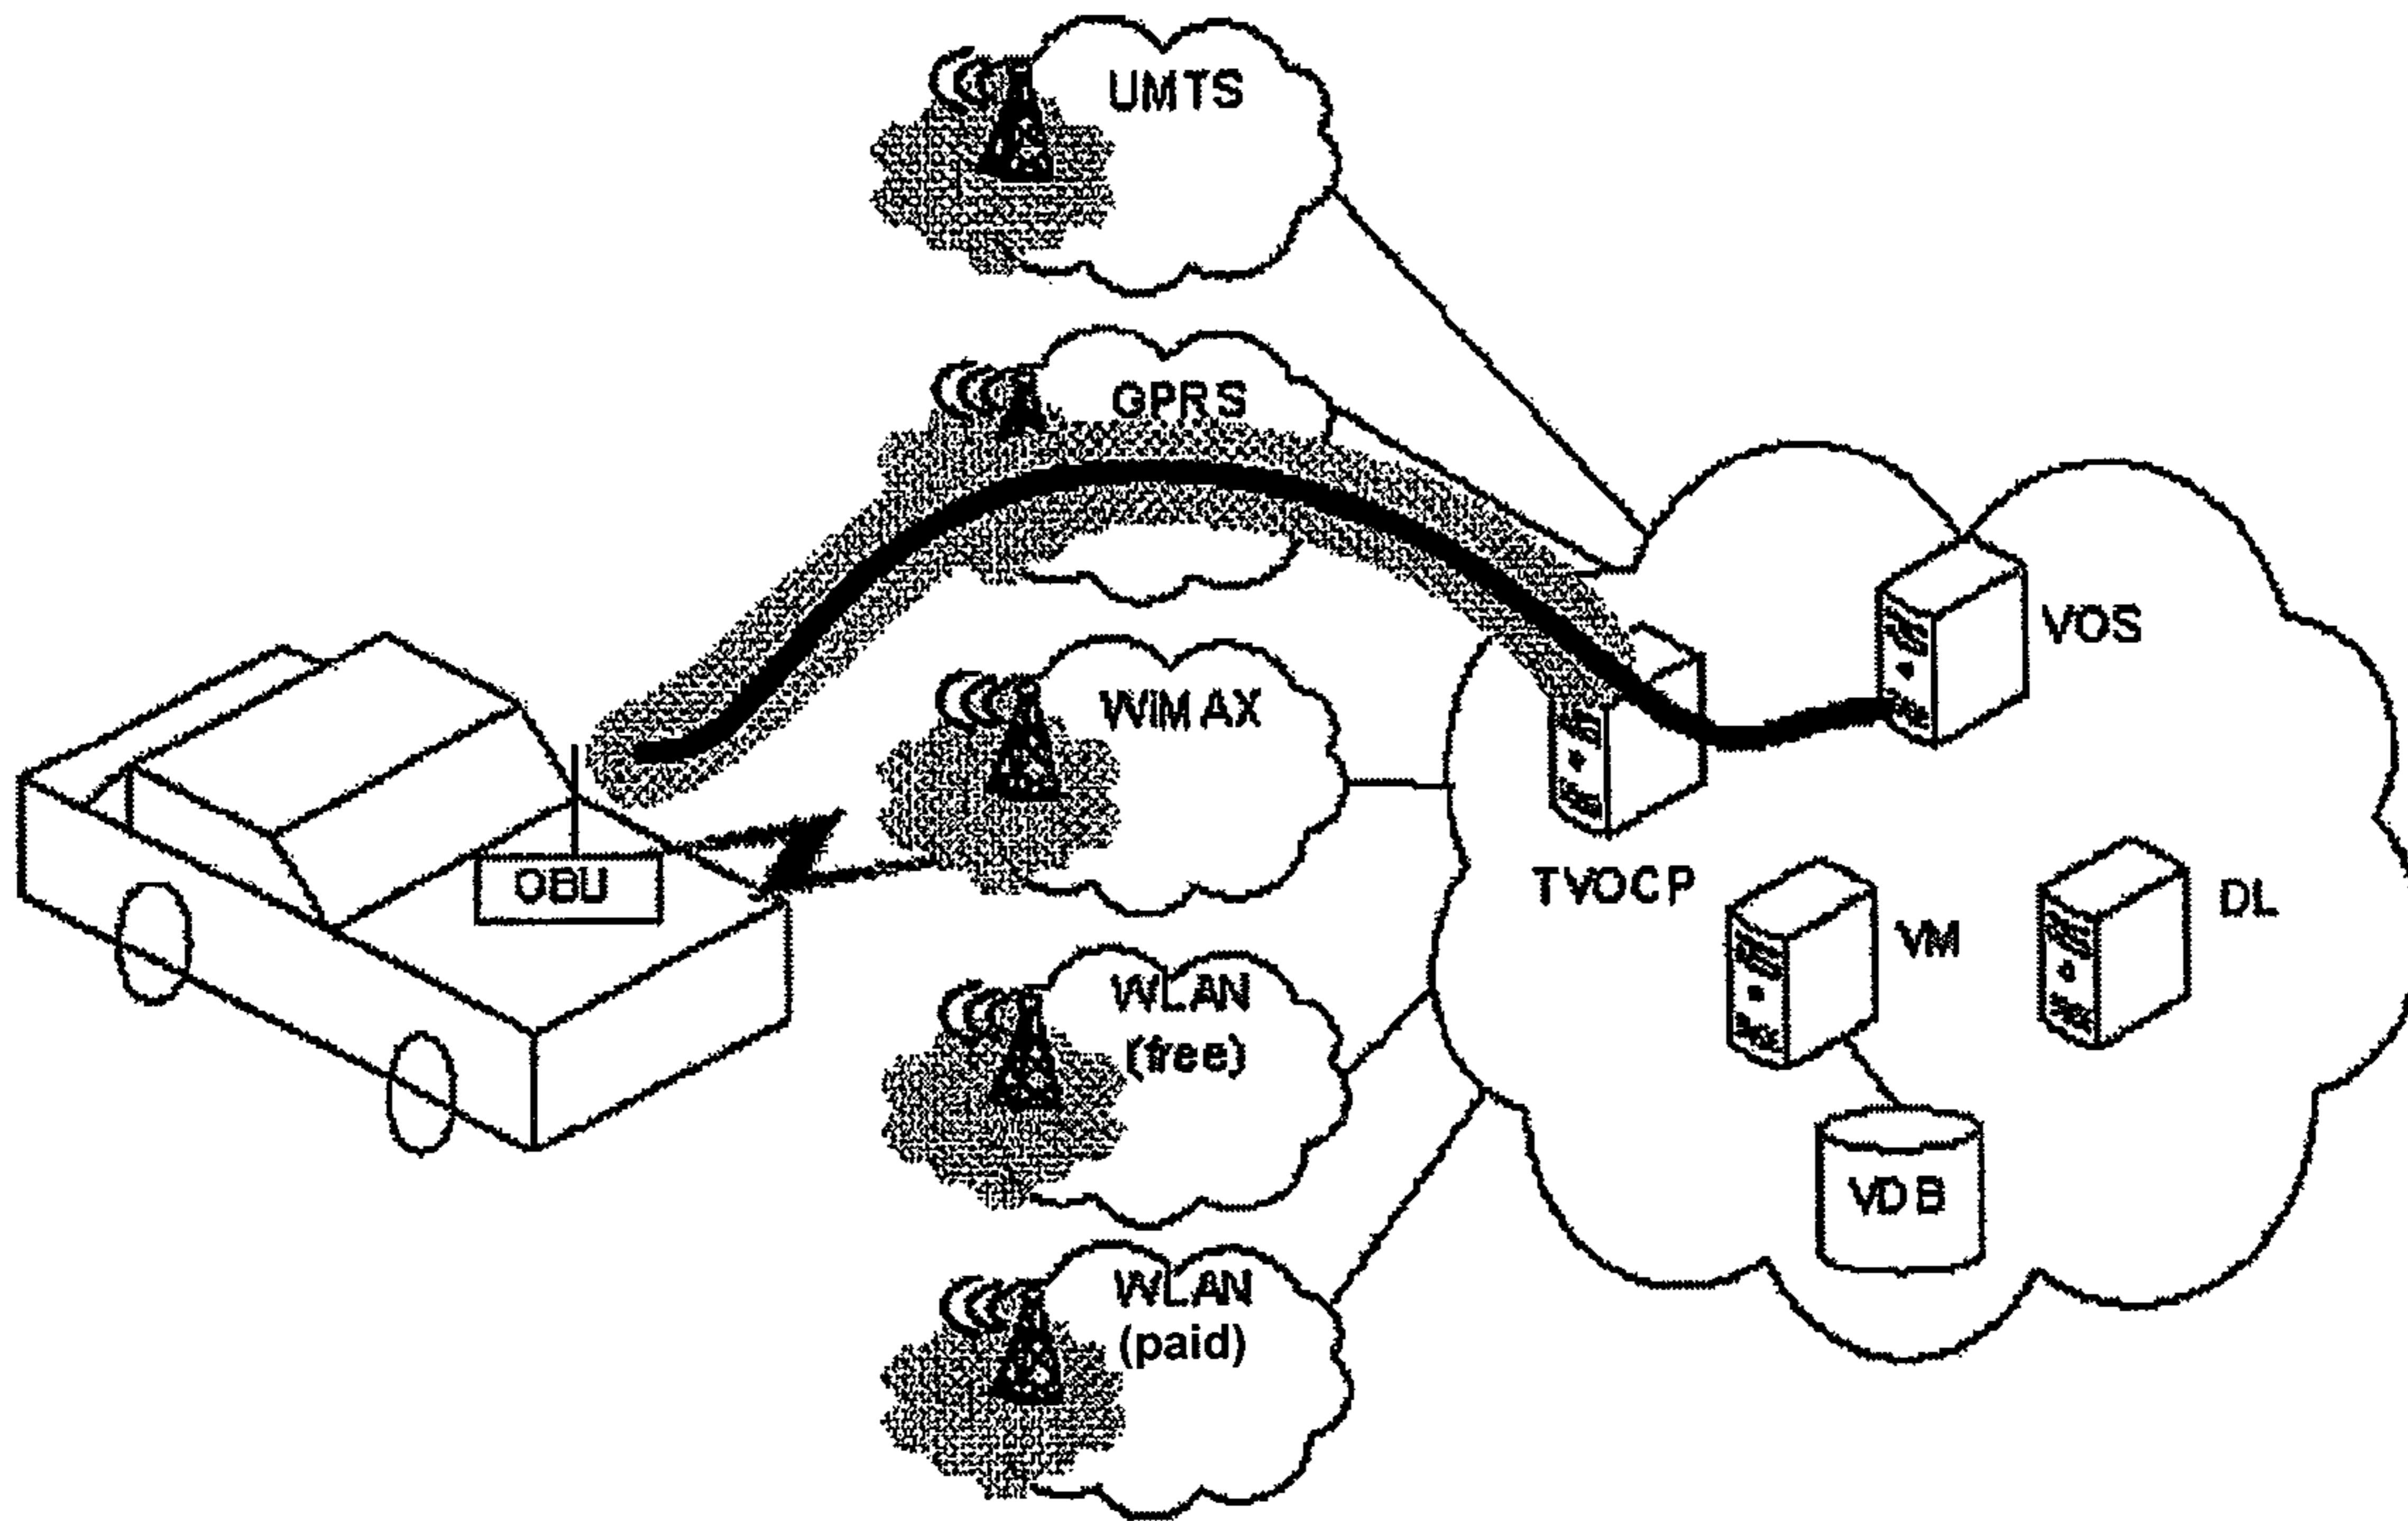 UMTS
GPRS
WIMAX
WLAN
(free)
WLAN
(paid)
OBU
VOS
TVOCP
VM
DL
VDB